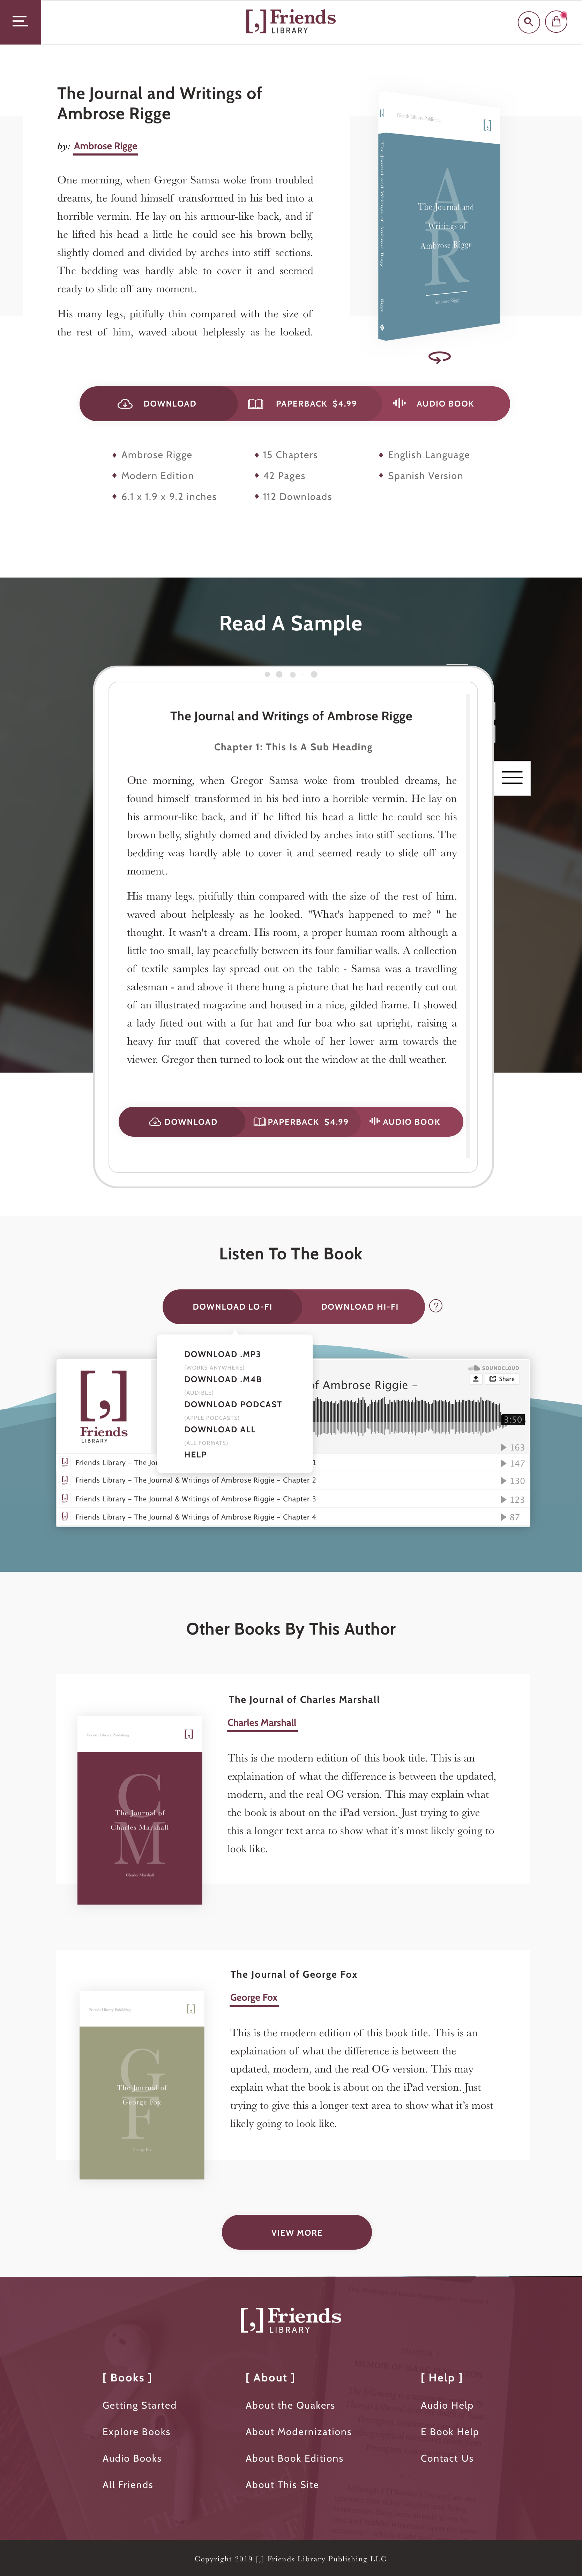 [,] Friends
LIBRARY
The Journal and Writings of
Ambrose Rigge
by: Ambrose Rigge
One morning, when Gregor Samsa woke from troubled
dreams, he found himself transformed in his bed into a
horrible vermin. He lay on his armour-like back, and if
he lifted his head a little he could see his brown belly,
slightly domed and divided by arches into stiff sections.
The bedding was hardly able to cover it and seemed
ready to slide off any moment.
His many legs, pitifully thin compared with the size of
the rest of him, waved about helplessly as he looked.
Friends Library Publishing
[,]
The Journal and Writings of Ambrose Rigge
Rigge
AR
The Journal and
Writings of
Ambrose Rigge
Ambrose Rigge
DOWNLOAD
PAPERBACK $4.99
AUDIO BOOK
Ambrose Rigge
Modern Edition
6.1 x 1.9 x 9.2 inches
15 Chapters
42 Pages
112 Downloads
English Language
Spanish Version
Read A Sample
The Journal and Writings of Ambrose Rigge
Chapter 1: This Is A Sub Heading
One morning, when Gregor Samsa woke from troubled dreams, he
found himself transformed in his bed into a horrible vermin. He lay on
his armour-like back, and if he lifted his head a little he could see his
brown belly, slightly domed and divided by arches into stiff sections. The
bedding was hardly able to cover it and seemed ready to slide off any
moment.
His many legs, pitifully thin compared with the size of the rest of him,
waved about helplessly as he looked. "What's happened to me? " he
thought. It wasn't a dream. His room, a proper human room although a
little too small, lay peacefully between its four familiar walls. A collection
of textile samples lay spread out on the table - Samsa was a travelling
salesman - and above it there hung a picture that he had recently cut out
of an illustrated magazine and housed in a nice, gilded frame. It showed
a lady fitted out with a fur hat and fur boa who sat upright, raising a
heavy fur muff that covered the whole of her lower arm towards the
viewer. Gregor then turned to look out the window at the dull weather.
DOWNLOAD
PAPERBACK $4.99
AUDIO BOOK
Listen To The Book
DOWNLOAD LO-FI
DOWNLOAD HI-FI
?
DOWNLOAD .MP3
(WORKS ANYWHERE)
DOWNLOAD .M4B
(AUDIBLE)
DOWNLOAD PODCAST
(APPLE PODCASTS)
DOWNLOAD ALL
(ALL FORMATS)
HELP
[,]
Friends
LIBRARY
of Ambrose Riggie –
SOUNDCLOUD
Share
3:50
163
Friends Library – The Jou 1 147
Friends Library – The Journal & Writings of Ambrose Riggie – Chapter 2 130
Friends Library – The Journal & Writings of Ambrose Riggie – Chapter 3 123
Friends Library – The Journal & Writings of Ambrose Riggie – Chapter 4 87
Other Books By This Author
Friends Library Publishing
[,]
CM
The Journal of
Charles Marshall
Charles Marshall
The Journal of Charles Marshall
Charles Marshall
This is the modern edition of this book title. This is an
explaination of what the difference is between the updated,
modern, and the real OG version. This may explain what
the book is about on the iPad version. Just trying to give
this a longer text area to show what it's most likely going to
look like.
Friends Library Publishing
[,]
GF
The Journal of
George Fox
George Fox
The Journal of George Fox
George Fox
This is the modern edition of this book title. This is an
explaination of what the difference is between the
updated, modern, and the real OG version. This may
explain what the book is about on the iPad version. Just
trying to give this a longer text area to show what it's most
likely going to look like.
VIEW MORE
[,] Friends
LIBRARY
[ Books ]
Getting Started
Explore Books
Audio Books
All Friends
[ About ]
About the Quakers
About Modernizations
About Book Editions
About This Site
[ Help ]
Audio Help
E Book Help
Contact Us
Copyright 2019 [,] Friends Library Publishing LLC